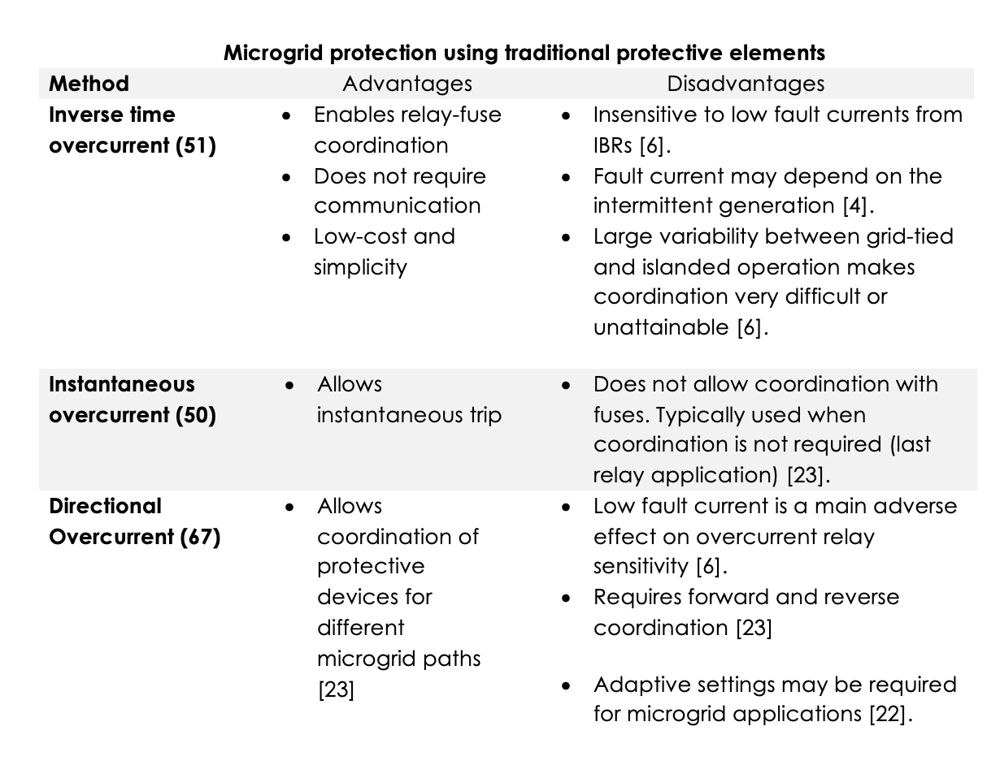 Microgrid protection using traditional protective elements
Method Advantages Disadvantages
Inverse time
overcurrent (51)
• Enables relay-fuse
coordination
• Does not require
communication
• Low-cost and
simplicity
• Insensitive to low fault currents from
IBRs [6].
• Fault current may depend on the
intermittent generation [4].
• Large variability between grid-tied
and islanded operation makes
coordination very difficult or
unattainable [6].
Instantaneous
overcurrent (50)
• Allows
instantaneous trip
• Does not allow coordination with
fuses. Typically used when
coordination is not required (last
relay application) [23].
Directional
Overcurrent (67)
• Allows
coordination of
protective
devices for
different
microgrid paths
[23]
• Low fault current is a main adverse
effect on overcurrent relay
sensitivity [6].
• Requires forward and reverse
coordination [23]
• Adaptive settings may be required
for microgrid applications [22].